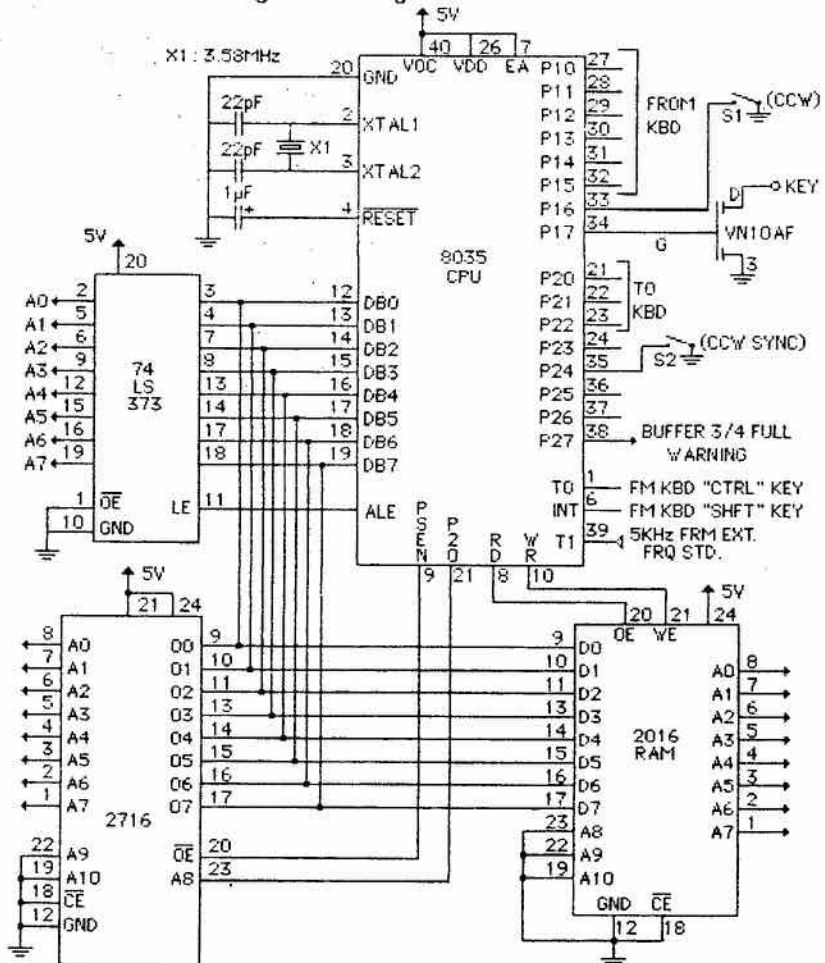 5V
X1 : 3.58MHz
40 26 7
VOC VDD EA
20 GND
22pF
2 XTAL1
X1
22pF
3 XTAL2
1µF
+
4 RESET
8035
CPU
P10 27
P11 28
P12 29
P13 30
P14 31
P15 32
P16 33
P17 34
FROM
KBD
S1 (CCW)
D KEY
VN10AF
G
3
P20 21
P21 22
P22 23
P23 24
P24 35
P25 36
P26 37
P27 38
TO
KBD
S2 (CCW SYNC)
BUFFER 3/4 FULL
WARNING
T0 1 FM KBD "CTRL" KEY
INT 6 FM KBD "SHFT" KEY
T1 39 5KHz FRM EXT.
FRQ STD.
5V
20
A0 2 3 12 DB0
A1 5 4 13 DB1
A2 6 7 14 DB2
A3 9 8 15 DB3
A4 12 13 16 DB4
A5 15 14 17 DB5
A6 16 17 18 DB6
A7 19 18 19 DB7
74
LS
373
1 OE
10 GND
LE 11 ALE
PSEN P20 RD WR
9 21 8 10
5V
21 24
8 A0 O0 9
7 A1 O1 10
6 A2 O2 11
5 A3 O3 13
4 A4 O4 14
3 A5 O5 15
2 A6 O6 16
1 A7 O7 17
2716
22 A9 OE 20
19 A10 A8 23
18 CE
12 GND
5V
20 21 24
OE WE
9 D0 A0 8
10 D1 A1 7
11 D2 A2 6
13 D3 A3 5
14 D4 A4 4
15 D5 A5 3
16 D6 A6 2
17 D7 A7 1
2016
RAM
23 A8
22 A9
19 A10
GND CE
12 18